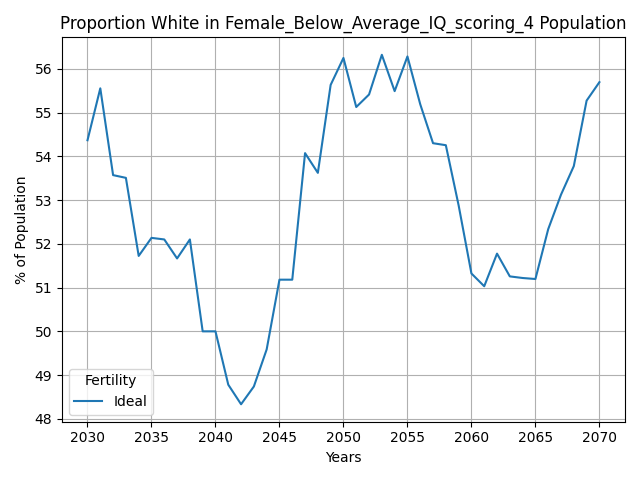 Proportion White in Female_Below_Average_IQ_scoring_4 Population
% of Population
56
55
54
53
52
51
50
49
48
Fertility
Ideal
2030 2035 2040 2045 2050 2055 2060 2065 2070
Years